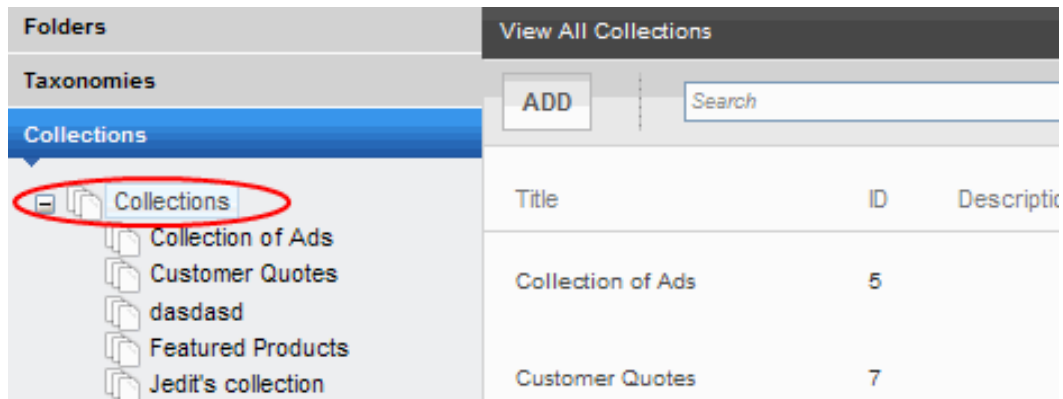 Folders
Taxonomies
Collections
Collections
Collection of Ads
Customer Quotes
dasdasd
Featured Products
Jedit's collection
View All Collections
ADD
Search
Title ID Descriptio
Collection of Ads 5
Customer Quotes 7